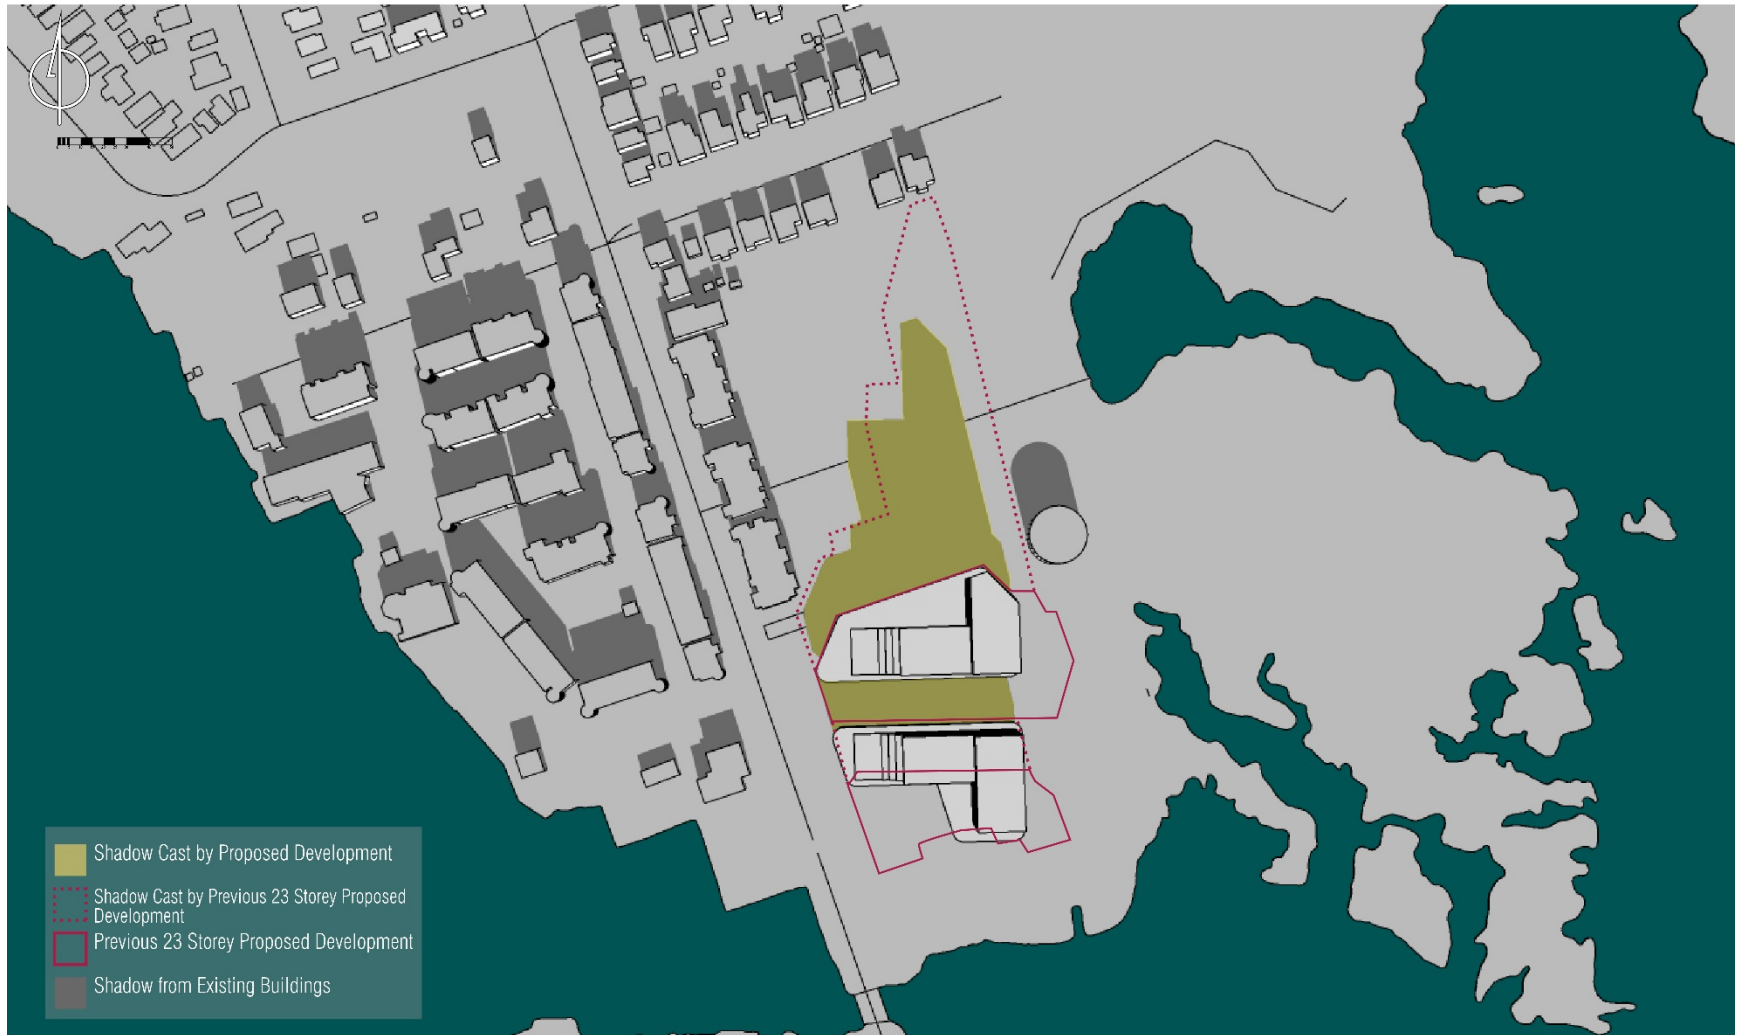 Shadow Cast by Proposed Development
Shadow Cast by Previous 23 Storey Proposed
Development
Previous 23 Storey Proposed Development
Shadow from Existing Buildings